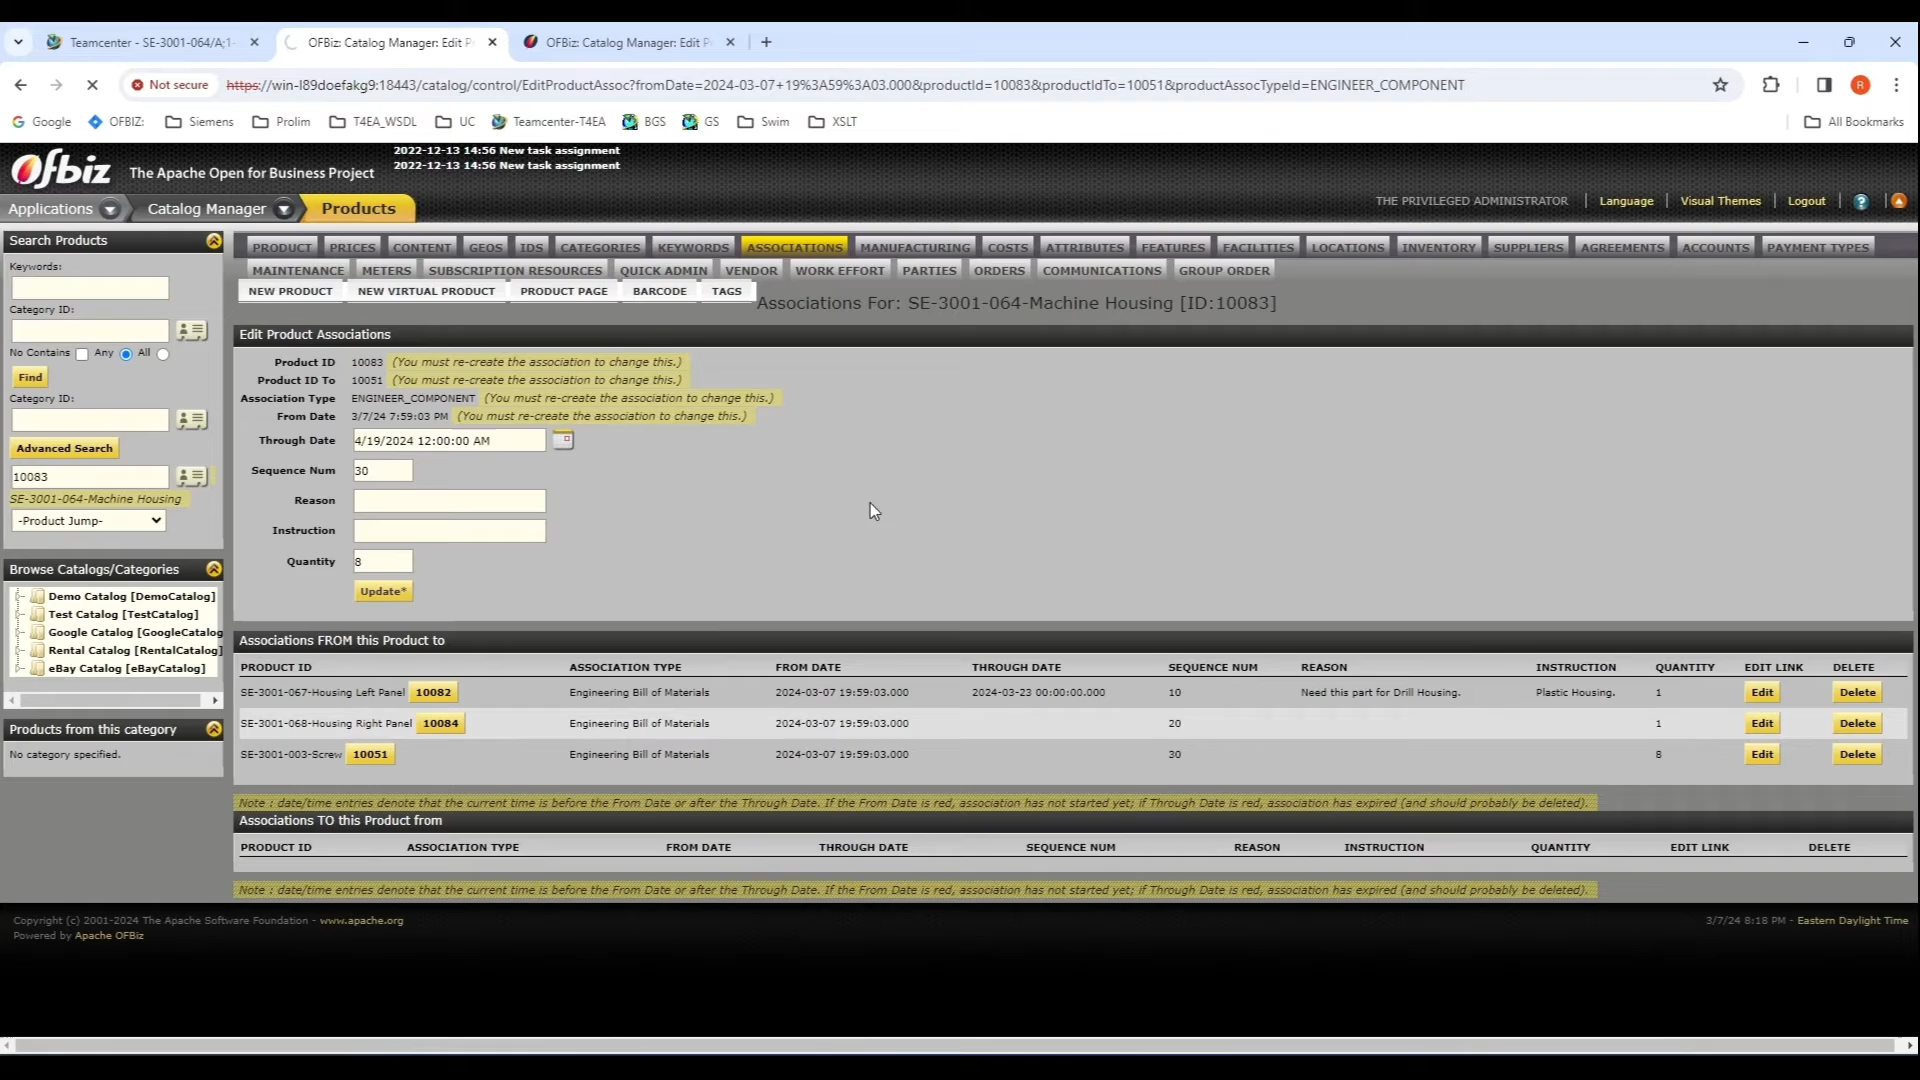 Teamcenter - SE-3001-064/A;1-
OFBiz: Catalog Manager: Edit P
OFBiz: Catalog Manager: Edit P
Not secure
https://win-l89doefakg9:18443/catalog/control/EditProductAssoc?fromDate=2024-03-07+19%3A59%3A03.000&productId=10083&productIdTo=10051&productAssocTypeId=ENGINEER_COMPONENT
R
Google OFBIZ: Siemens Prolim T4EA_WSDL UC Teamcenter-T4EA BGS GS Swim XSLT All Bookmarks
Ofbiz The Apache Open for Business Project
2022-12-13 14:56 New task assignment
2022-12-13 14:56 New task assignment
Applications Catalog Manager Products
THE PRIVILEGED ADMINISTRATOR Language Visual Themes Logout ?
Search Products
Keywords:
Category ID:
No Contains Any All
Find
Category ID:
Advanced Search
10083
SE-3001-064-Machine Housing
-Product Jump-
Browse Catalogs/Categories
Demo Catalog [DemoCatalog]
Test Catalog [TestCatalog]
Google Catalog [GoogleCatalog
Rental Catalog [RentalCatalog]
eBay Catalog [eBayCatalog]
Products from this category
No category specified.
PRODUCT PRICES CONTENT GEOS IDS CATEGORIES KEYWORDS ASSOCIATIONS MANUFACTURING COSTS ATTRIBUTES FEATURES FACILITIES LOCATIONS INVENTORY SUPPLIERS AGREEMENTS ACCOUNTS PAYMENT TYPES
MAINTENANCE METERS SUBSCRIPTION RESOURCES QUICK ADMIN VENDOR WORK EFFORT PARTIES ORDERS COMMUNICATIONS GROUP ORDER
NEW PRODUCT NEW VIRTUAL PRODUCT PRODUCT PAGE BARCODE TAGS
Associations For: SE-3001-064-Machine Housing [ID:10083]
Edit Product Associations
Product ID 10083 (You must re-create the association to change this.)
Product ID To 10051 (You must re-create the association to change this.)
Association Type ENGINEER_COMPONENT (You must re-create the association to change this.)
From Date 3/7/24 7:59:03 PM (You must re-create the association to change this.)
Through Date 4/19/2024 12:00:00 AM
Sequence Num 30
Reason
Instruction
Quantity 8
Update*
Associations FROM this Product to
PRODUCT ID ASSOCIATION TYPE FROM DATE THROUGH DATE SEQUENCE NUM REASON INSTRUCTION QUANTITY EDIT LINK DELETE
SE-3001-067-Housing Left Panel 10082 Engineering Bill of Materials 2024-03-07 19:59:03.000 2024-03-23 00:00:00.000 10 Need this part for Drill Housing. Plastic Housing. 1 Edit Delete
SE-3001-068-Housing Right Panel 10084 Engineering Bill of Materials 2024-03-07 19:59:03.000 20 1 Edit Delete
SE-3001-003-Screw 10051 Engineering Bill of Materials 2024-03-07 19:59:03.000 30 8 Edit Delete
Note : date/time entries denote that the current time is before the From Date or after the Through Date. If the From Date is red, association has not started yet; if Through Date is red, association has expired (and should probably be deleted).
Associations TO this Product from
PRODUCT ID ASSOCIATION TYPE FROM DATE THROUGH DATE SEQUENCE NUM REASON INSTRUCTION QUANTITY EDIT LINK DELETE
Note : date/time entries denote that the current time is before the From Date or after the Through Date. If the From Date is red, association has not started yet; if Through Date is red, association has expired (and should probably be deleted).
Copyright (c) 2001-2024 The Apache Software Foundation - www.apache.org
Powered by Apache OFBiz
3/7/24 8:18 PM - Eastern Daylight Time